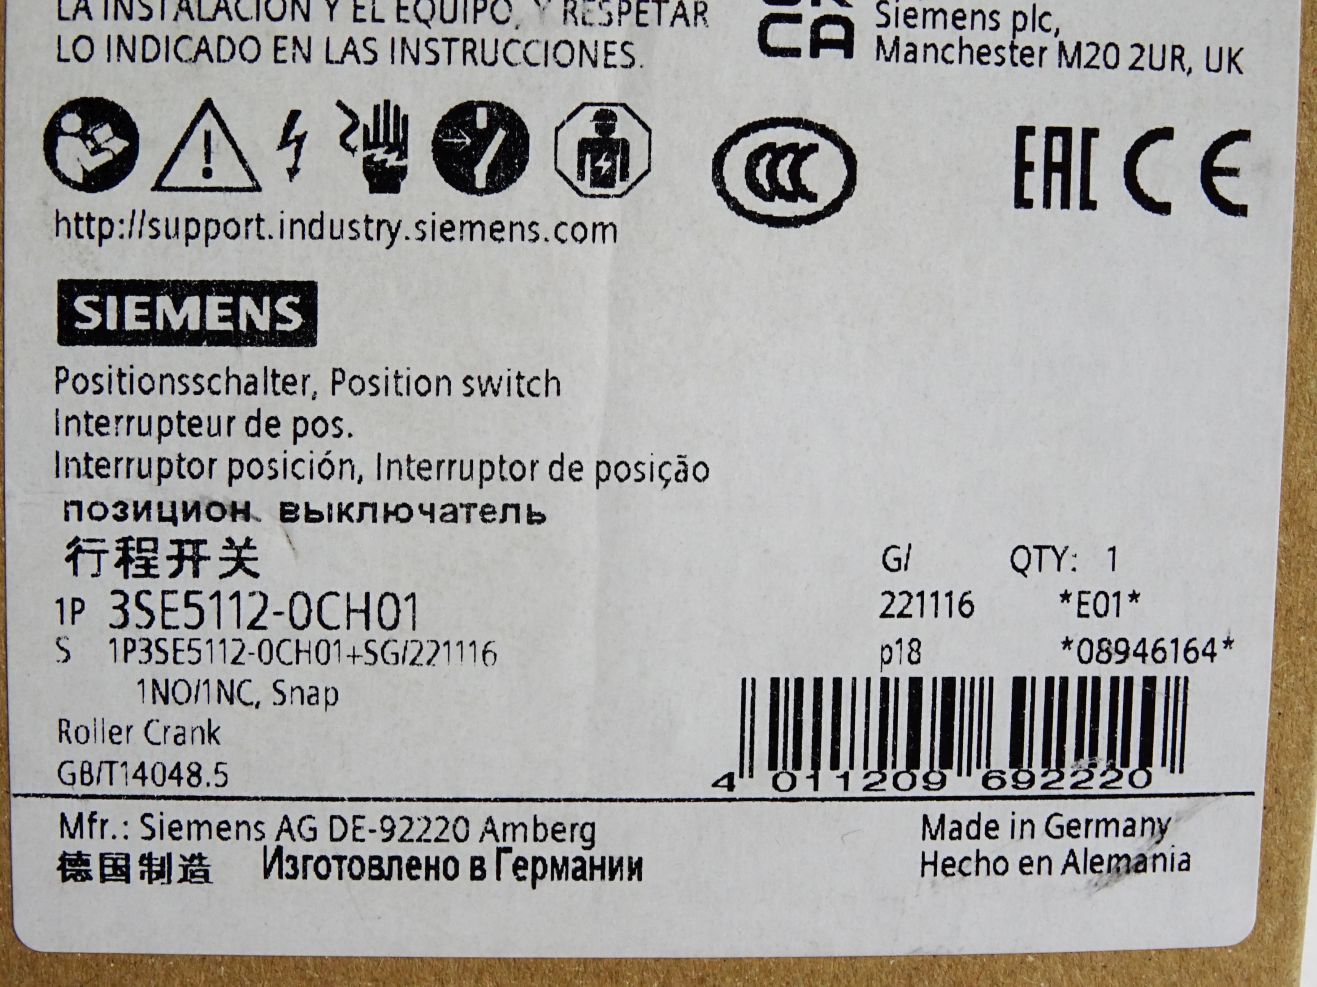 LA INSTALACIÓN Y EL EQUIPO, Y RESPETAR
LO INDICADO EN LAS INSTRUCCIONES.
UK
CA
Siemens plc,
Manchester M20 2UR, UK
CCC
EAC CE
http://support.industry.siemens.com
SIEMENS
Positionsschalter, Position switch
Interrupteur de pos.
Interruptor posición, Interruptor de posição
позицион. выключатель
行程开关
G/ QTY: 1
1P 3SE5112-0CH01
221116 *E01*
S 1P3SE5112-0CH01+SG/221116
p18 *08946164*
1NO/1NC, Snap
Roller Crank
GB/T14048.5
4 011209 692220
Mfr.: Siemens AG DE-92220 Amberg
Made in Germany
德国制造 Изготовлено в Германии
Hecho en Alemania